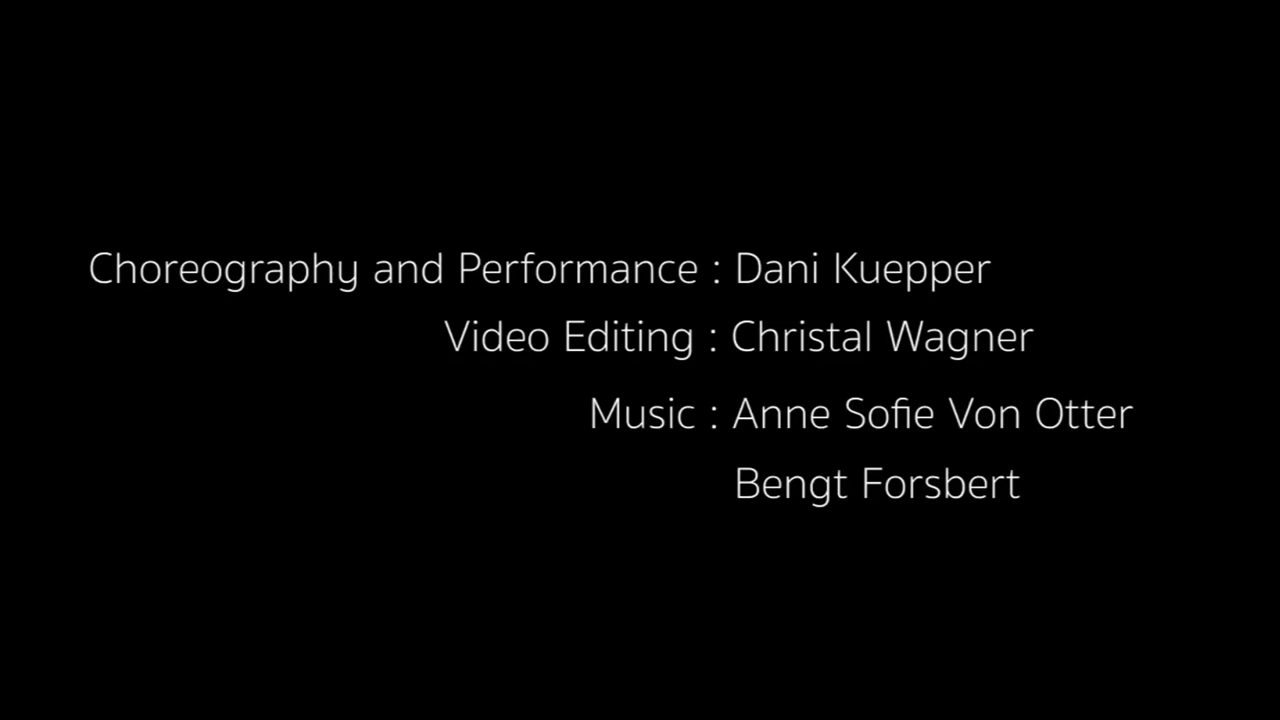 Choreography and Performance : Dani Kuepper
Video Editing : Christal Wagner
Music : Anne Sofie Von Otter
Bengt Forsbert